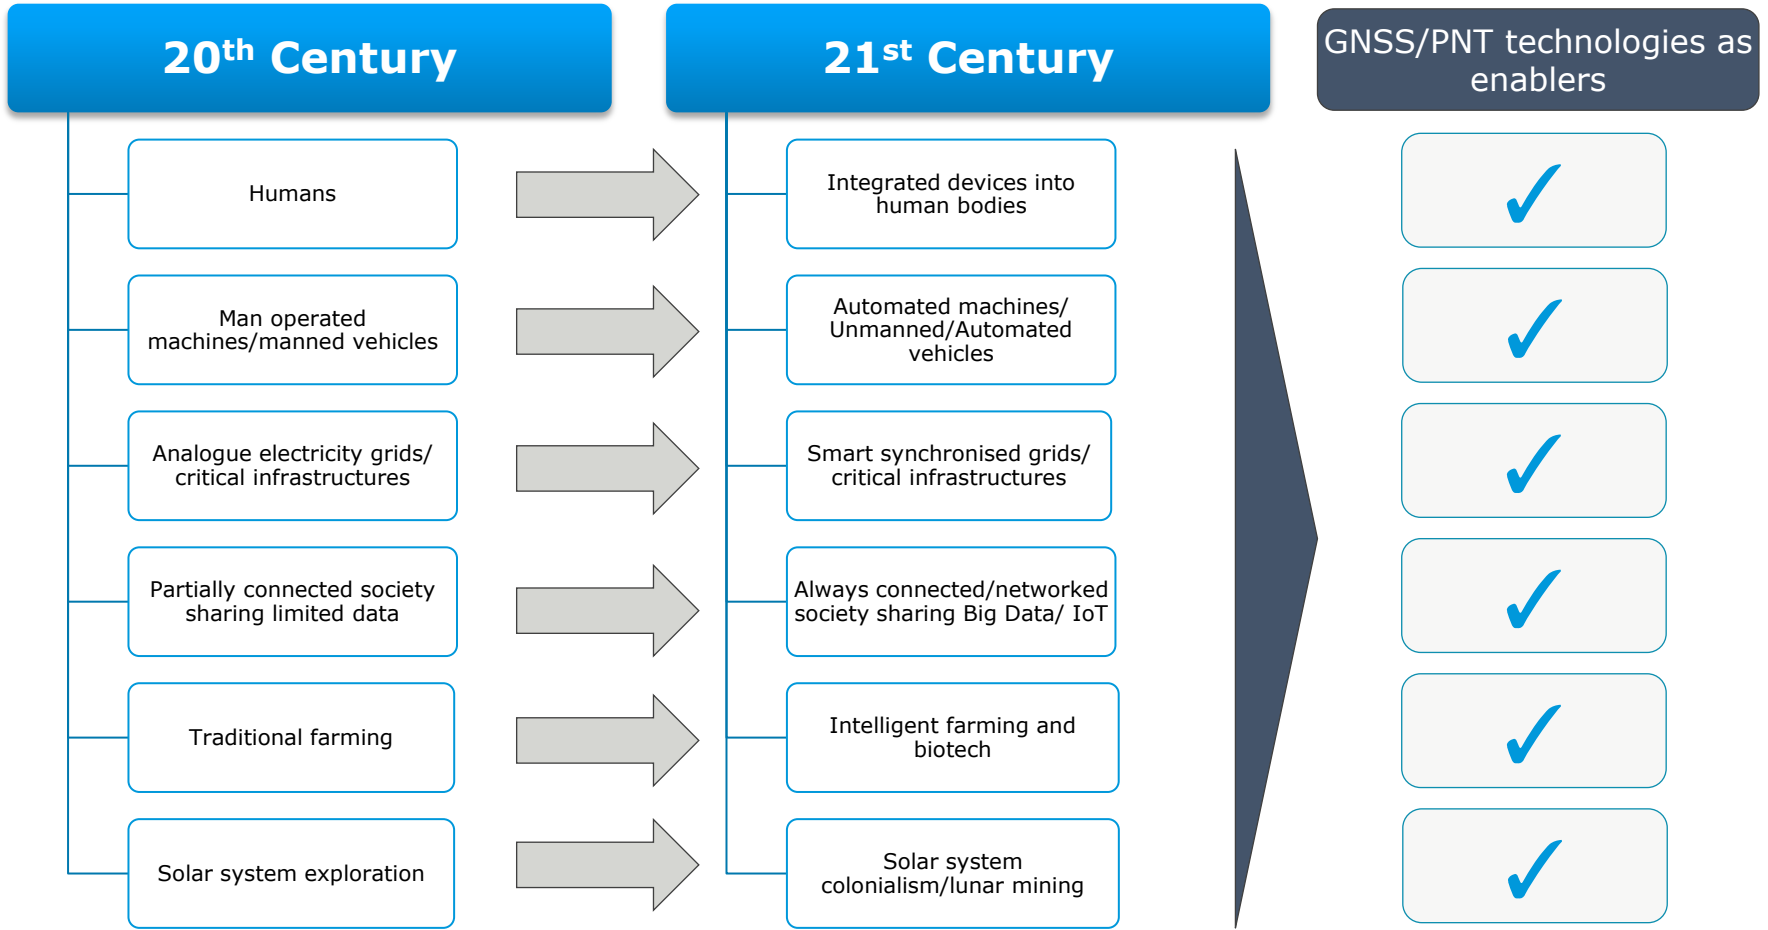 20th Century
21st Century
GNSS/PNT technologies as
enablers
Humans
Integrated devices into
human bodies
Man operated
machines/manned vehicles
Automated machines/
Unmanned/Automated
vehicles
Analogue electricity grids/
critical infrastructures
Smart synchronised grids/
critical infrastructures
Partially connected society
sharing limited data
Always connected/networked
society sharing Big Data/ IoT
Traditional farming
Intelligent farming and
biotech
Solar system exploration
Solar system
colonialism/lunar mining